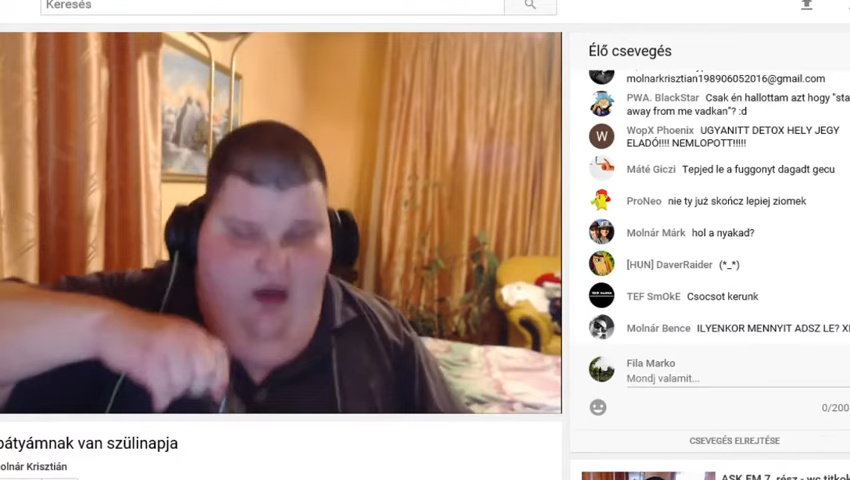 Keresés
Élő csevegés
molnarkrisztian198906052016@gmail.com
PWA. BlackStar Csak én hallottam azt hogy "sta
away from me vadkan"? :d
W WopX Phoenix UGYANITT DETOX HELY JEGY
ELADÓ!!!! NEMLOPOTT!!!!!
Máté Giczi Tepjed le a fuggonyt dagadt gecu
ProNeo nie ty już skończ lepiej ziomek
Molnár Márk hol a nyakad?
[HUN] DaverRaider (*_*)
TEF SmOkE Csocsot kerunk
Molnár Bence ILYENKOR MENNYIT ADSZ LE? X
Fila Marko
Mondj valamit...
0/200
CSEVEGÉS ELREJTÉSE
bátyámnak van szülinapja
olnár Krisztián
ASK FM 7. rész - wc titkok